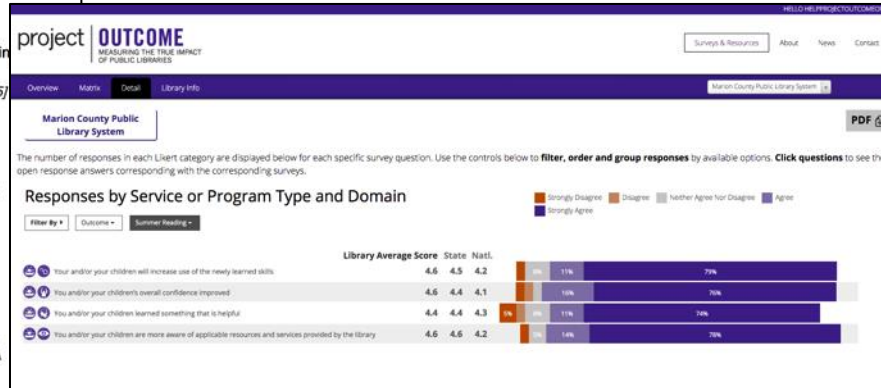 HELLO HELPPROJECTOUTCOMEO
project OUTCOME
MEASURING THE TRUE IMPACT
OF PUBLIC LIBRARIES
Surveys & Resources About News Contact
in
5]
Overview Matrix Detail Library Info Marion County Public Library System
Marion County Public
Library System
PDF
The number of responses in each Likert category are displayed below for each specific survey question. Use the controls below to filter, order and group responses by available options. Click questions to see the
open response answers corresponding with the corresponding surveys.
Responses by Service or Program Type and Domain
Strongly Disagree Disagree Neither Agree Nor Disagree Agree
Strongly Agree
Filter By Outcome Summer Reading
Library Average Score State Natl.
Your and/or your children will increase use of the newly learned skills 4.6 4.5 4.2 11% 79%
You and/or your children's overall confidence improved 4.6 4.4 4.1 16% 76%
You and/or your children learned something that is helpful 4.4 4.4 4.3 5% 11% 74%
You and/or your children are more aware of applicable resources and services provided by the library 4.6 4.6 4.2 14% 78%